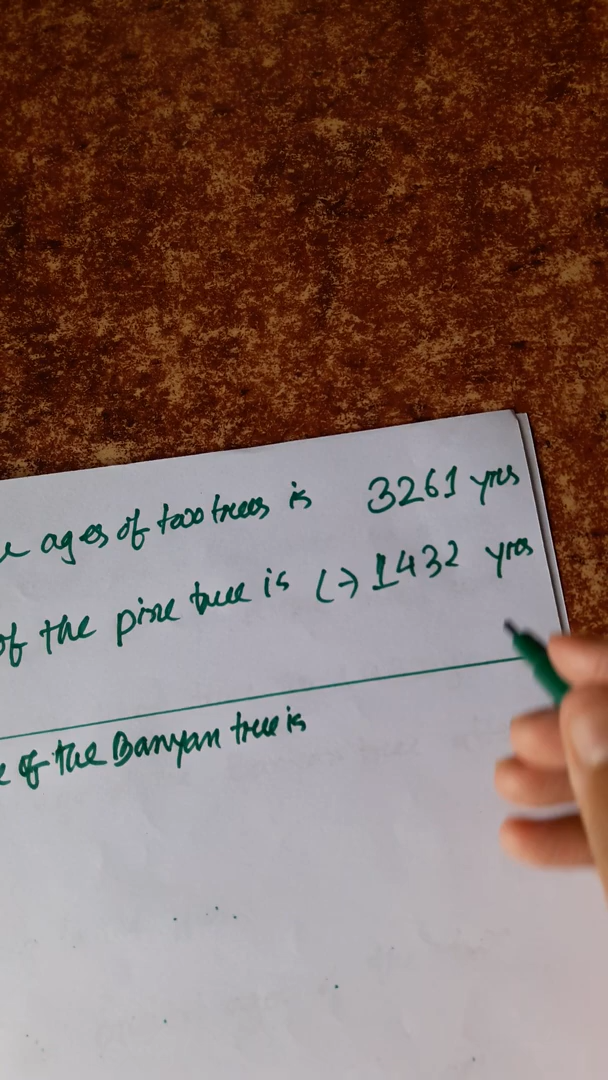 ages of two trees is 3261 yrs
of the pine tree is (-) 1432 yrs
of the Banyan tree is